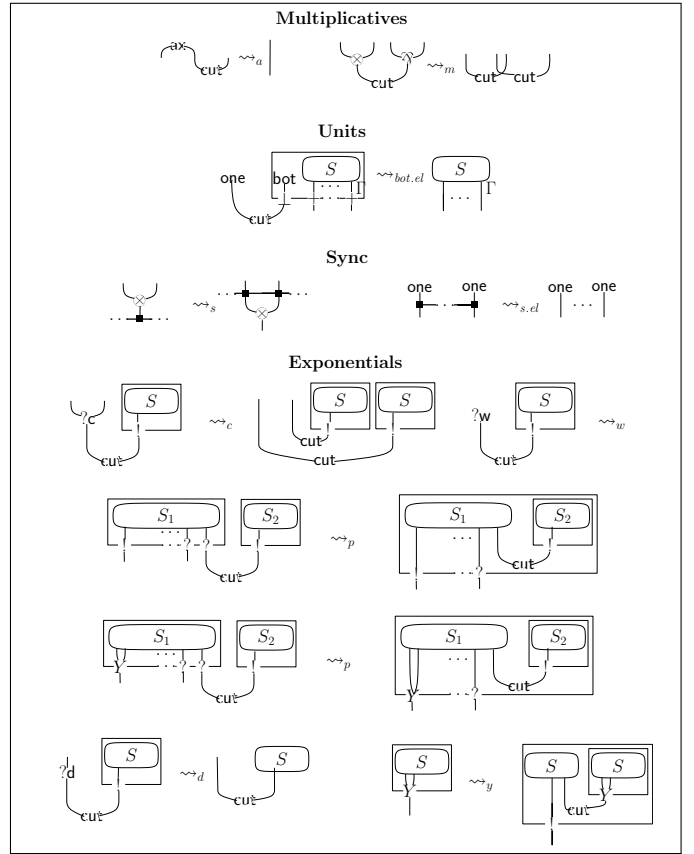 Multiplicatives
ax cut ⇝a ⊗ ⅋ cut ⇝m cut cut
Units
one bot S ··· Γ cut ⇝bot.el S ··· Γ
Sync
⊗ ··· ··· ⇝s ··· ··· ⊗ one one ··· ⇝s.el one one ···
Exponentials
?c S ! cut ⇝c S S ! ! cut cut ?w S ! cut ⇝w
S1 S2 ! ··· ··· ? ? ! cut ⇝p S1 S2 ! ··· ··· ? ! cut
S1 S2 Y ··· ··· ? ? ! cut ⇝p S1 S2 Y ··· ··· ? ! cut
?d S ! cut ⇝d S cut S Y ⇝y S S Y cut !